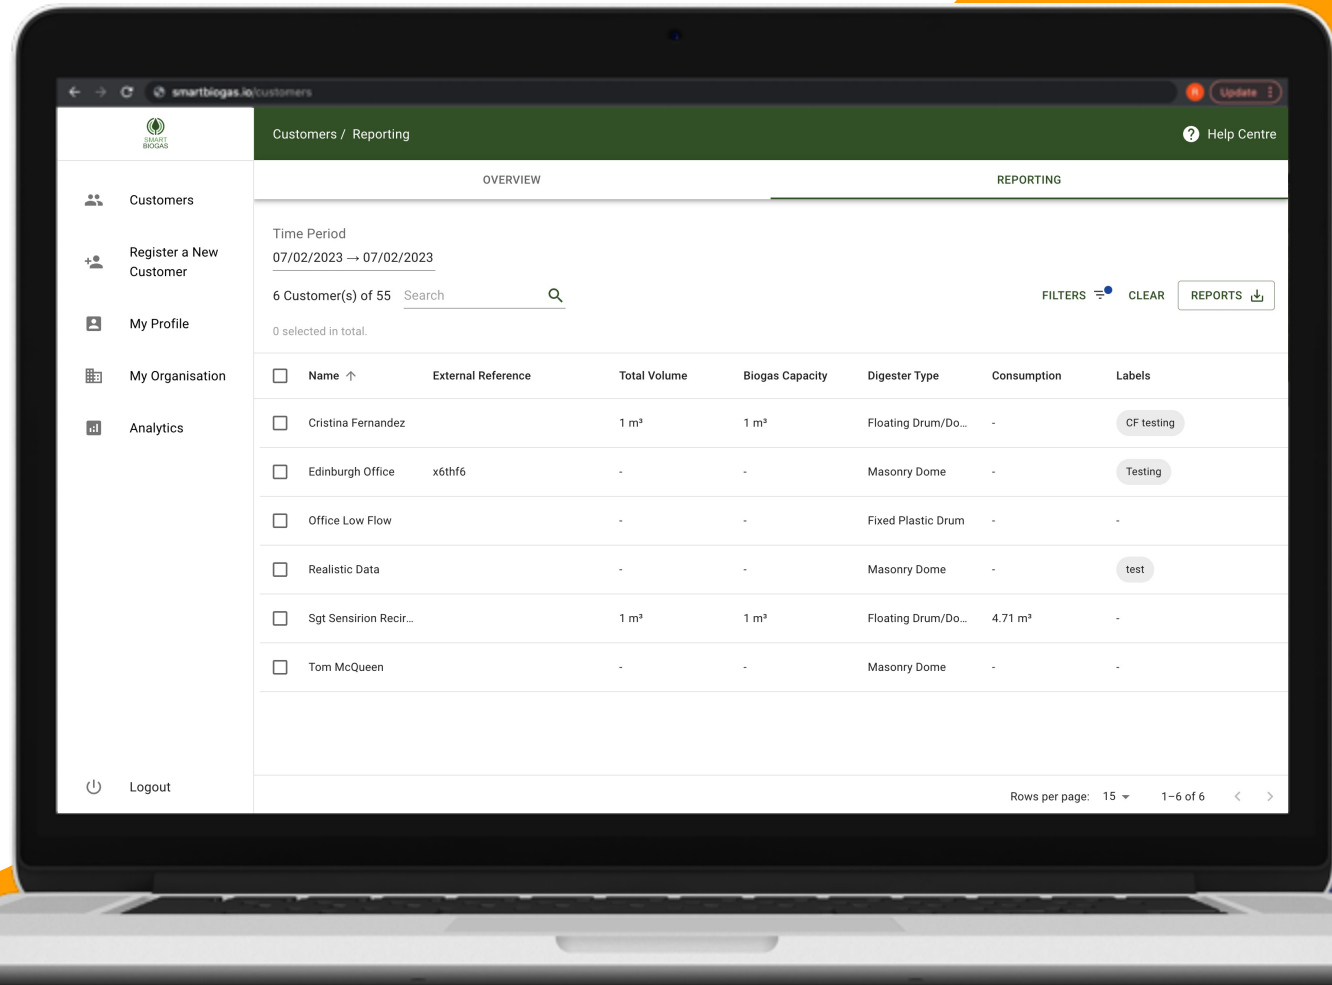 smartbiogas.io/customers
R
Update
SMART
BIOGAS
Customers / Reporting
? Help Centre
Customers
Register a New
Customer
My Profile
My Organisation
Analytics
Logout
OVERVIEW
REPORTING
Time Period
07/02/2023 → 07/02/2023
6 Customer(s) of 55 Search
FILTERS CLEAR REPORTS
0 selected in total.
Name ↑ External Reference Total Volume Biogas Capacity Digester Type Consumption Labels
Cristina Fernandez 1 m³ 1 m³ Floating Drum/Do... - CF testing
Edinburgh Office x6thf6 - - Masonry Dome - Testing
Office Low Flow - - Fixed Plastic Drum - -
Realistic Data - - Masonry Dome - test
Sgt Sensirion Recir... 1 m³ 1 m³ Floating Drum/Do... 4.71 m³ -
Tom McQueen - - Masonry Dome - -
Rows per page: 15 1–6 of 6